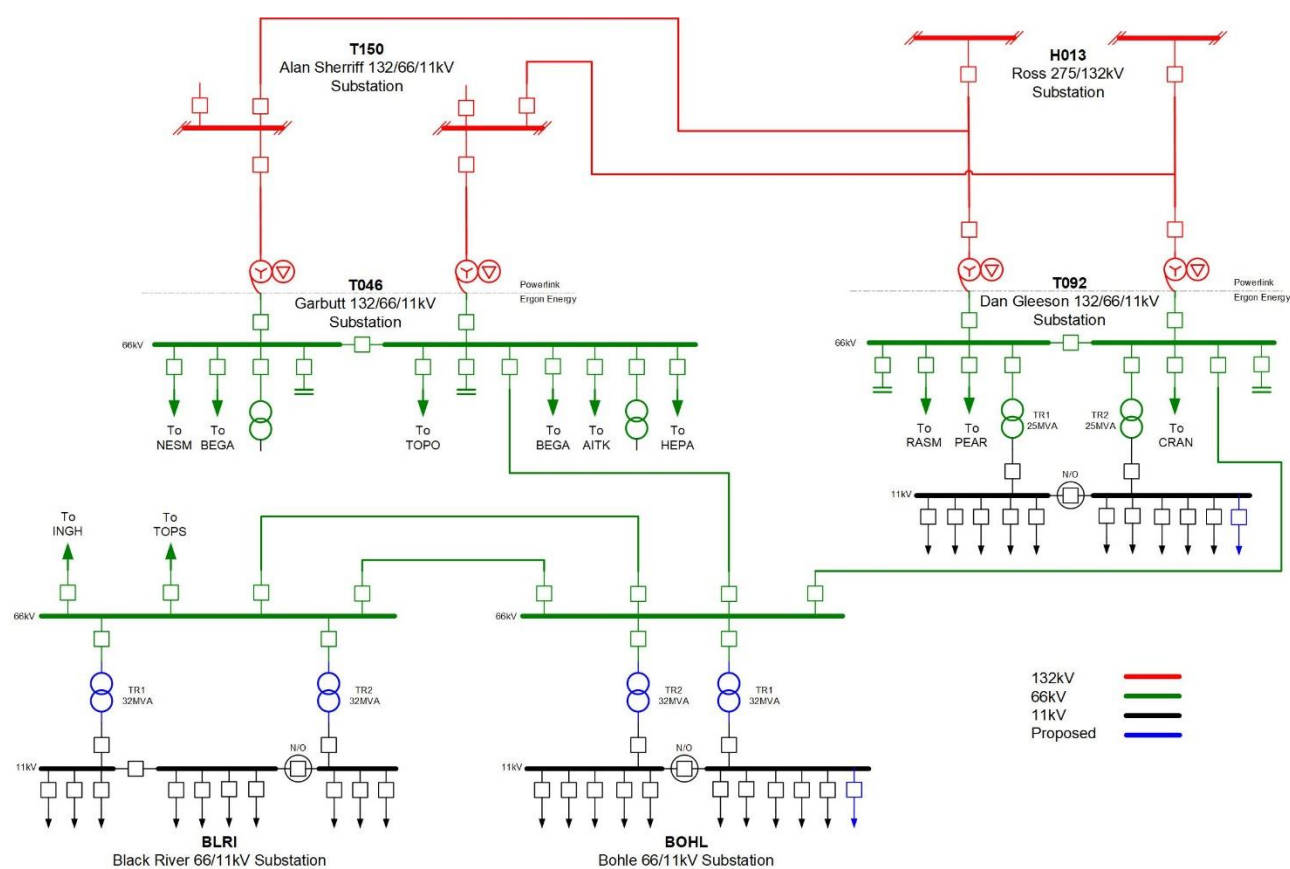 T150
Alan Sherriff 132/66/11kV
Substation
H013
Ross 275/132kV
Substation
T046
Garbutt 132/66/11kV
Substation
Powerlink
Ergon Energy
T092
Dan Gleeson 132/66/11kV
Substation
Powerlink
Ergon Energy
66kV
66kV
To
NESM
To
BEGA
To
TOPO
To
BEGA
To
AITK
To
HEPA
To
RASM
To
PEAR
TR1
25MVA
TR2
25MVA
To
CRAN
N/O
11kV
To
INGH
To
TOPS
66kV
66kV
TR1
32MVA
TR2
32MVA
TR2
32MVA
TR1
32MVA
132kV
66kV
11kV
Proposed
N/O
N/O
11kV
11kV
BLRI
Black River 66/11kV Substation
BOHL
Bohle 66/11kV Substation